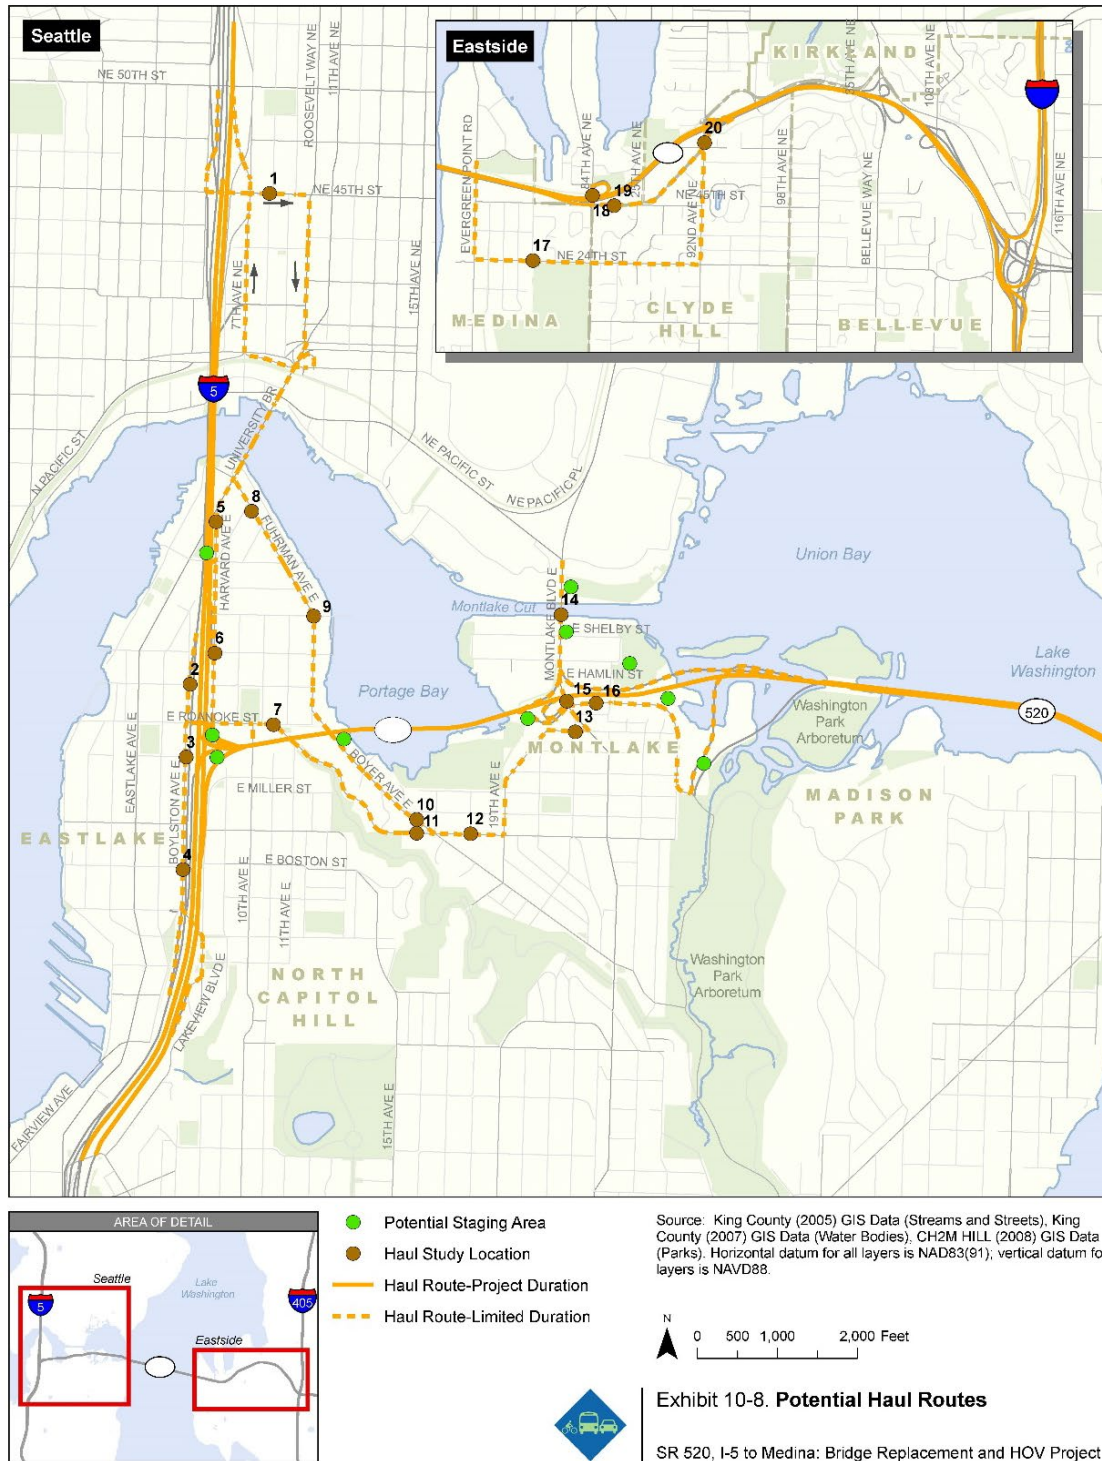 Seattle
NE 50TH ST
ROOSEVELT WAY NE
11TH AVE NE
1
NE 45TH ST
7TH AVE NE
15TH AVE NE
5
UNIVERSITY BR
N PACIFIC ST
NE PACIFIC ST
NE PACIFIC PL
Eastside
KIRKLAND
EVERGREEN POINT RD
84TH AVE NE
25TH AVE NE
20
19
18
NE 45TH ST
92ND AVE NE
98TH AVE NE
35TH AVE NE
108TH AVE NE
BELLEVUE WAY NE
116TH AVE NE
17
NE 24TH ST
MEDINA
CLYDE
HILL
BELLEVUE
5
8
HARVARD AVE E
FUHRMAN AVE E
9
6
2
Union Bay
MONTLAKE BLVD E
Montlake Cut
14
E SHELBY ST
E HAMLIN ST
Lake
Washington
Portage Bay
15
16
13
520
E ROANOKE ST
7
MONTLAKE
Washington
Park
Arboretum
3
EASTLAKE AVE E
BOYLSTON AVE E
E MILLER ST
BOYER AVE E
19TH AVE E
10
11
12
MADISON
PARK
EASTLAKE
4
E BOSTON ST
10TH AVE E
11TH AVE E
LAKEVIEW BLVD E
NORTH
CAPITOL
HILL
Washington
Park
Arboretum
FAIRVIEW AVE
15TH AVE E
AREA OF DETAIL
Seattle
Lake
Washington
5
405
Eastside
Potential Staging Area
Haul Study Location
Haul Route-Project Duration
Haul Route-Limited Duration
Source: King County (2005) GIS Data (Streams and Streets), King
County (2007) GIS Data (Water Bodies), CH2M HILL (2008) GIS Data
(Parks). Horizontal datum for all layers is NAD83(91); vertical datum fo
layers is NAVD88.
N
0 500 1,000 2,000 Feet
Exhibit 10-8. Potential Haul Routes
SR 520, I-5 to Medina: Bridge Replacement and HOV Project